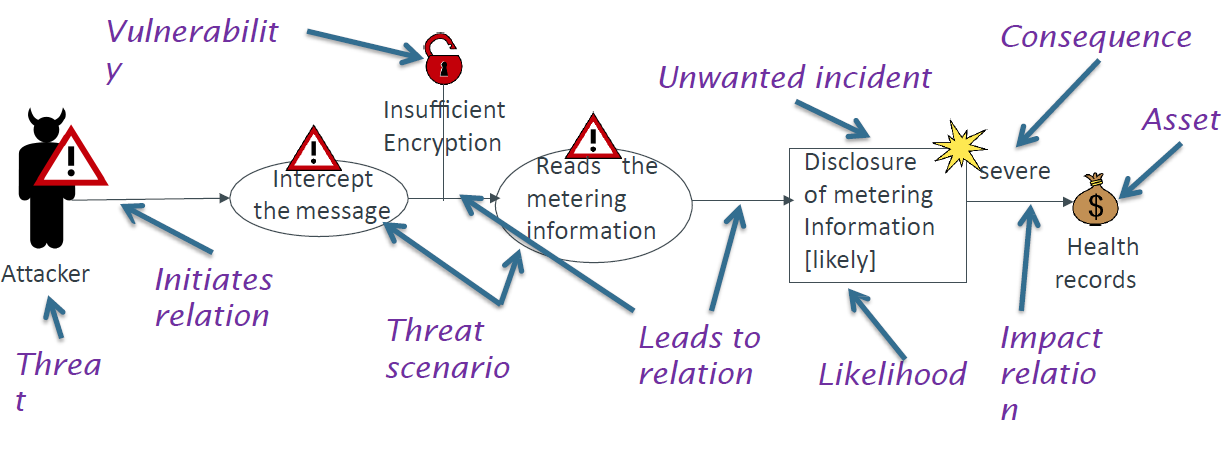 Vulnerabilit
y
Insufficient
Encryption
Unwanted incident
Consequence
Asset
Attacker
Intercept
the message
Reads the
metering
information
Disclosure
of metering
Information
[likely]
severe
$
Health
records
Initiates
relation
Threa
t
Threat
scenario
Leads to
relation
Likelihood
Impact
relatio
n